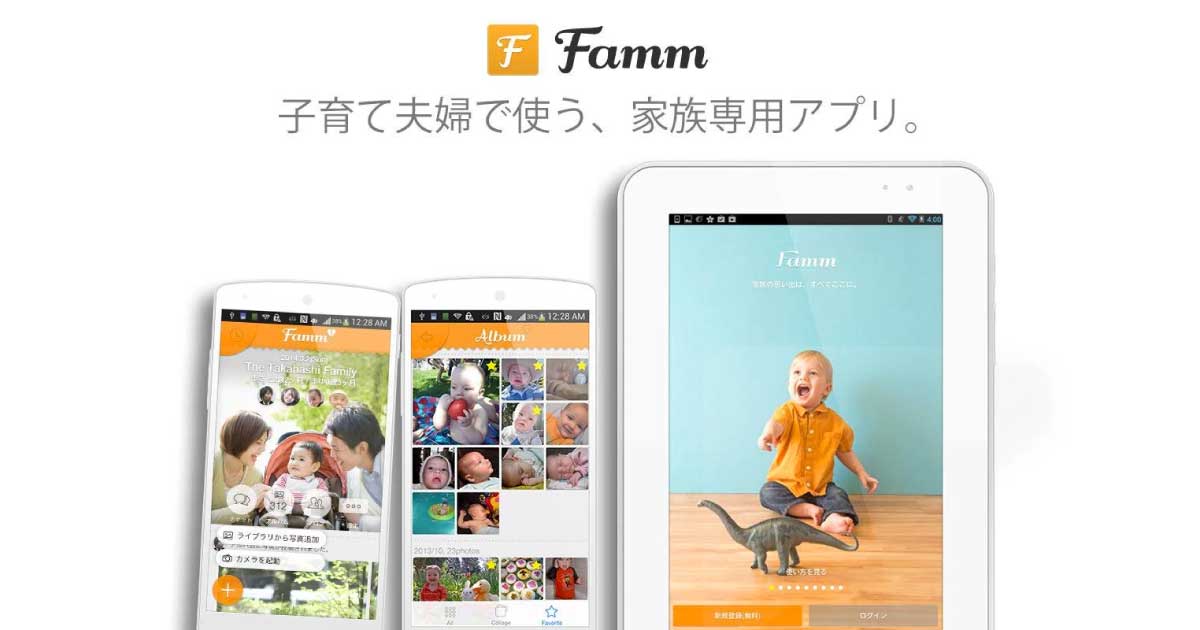 Famm
子育て夫婦で使う、家族専用アプリ。
12:28 AM
Famm
The Takahashi Family
312
ライブラリから写真追加
カメラを起動
12:28 AM
Album
2013/10, 23photos
All
Collage
Favorite
4:00
Famm
家族の思い出は、すべてここに。
使い方を見る
新規登録(無料)
ログイン